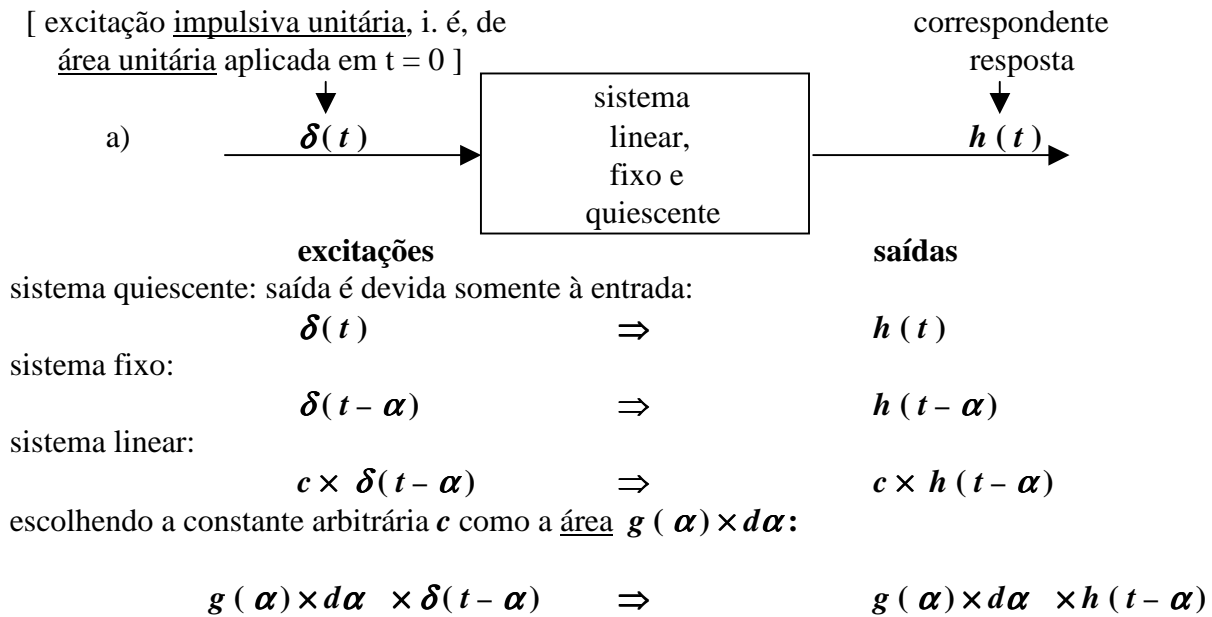 [ excitação impulsiva unitária, i. é, de
área unitária aplicada em t = 0 ]
correspondente
resposta
a) δ( t )
sistema
linear,
fixo e
quiescente
h ( t )
excitações saídas
sistema quiescente: saída é devida somente à entrada:
δ( t ) ⇒ h ( t )
sistema fixo:
δ( t – α) ⇒ h ( t – α)
sistema linear:
c × δ( t – α) ⇒ c × h ( t – α)
escolhendo a constante arbitrária c como a área g ( α) × dα:
g ( α) × dα × δ( t – α) ⇒ g ( α) × dα × h ( t – α)